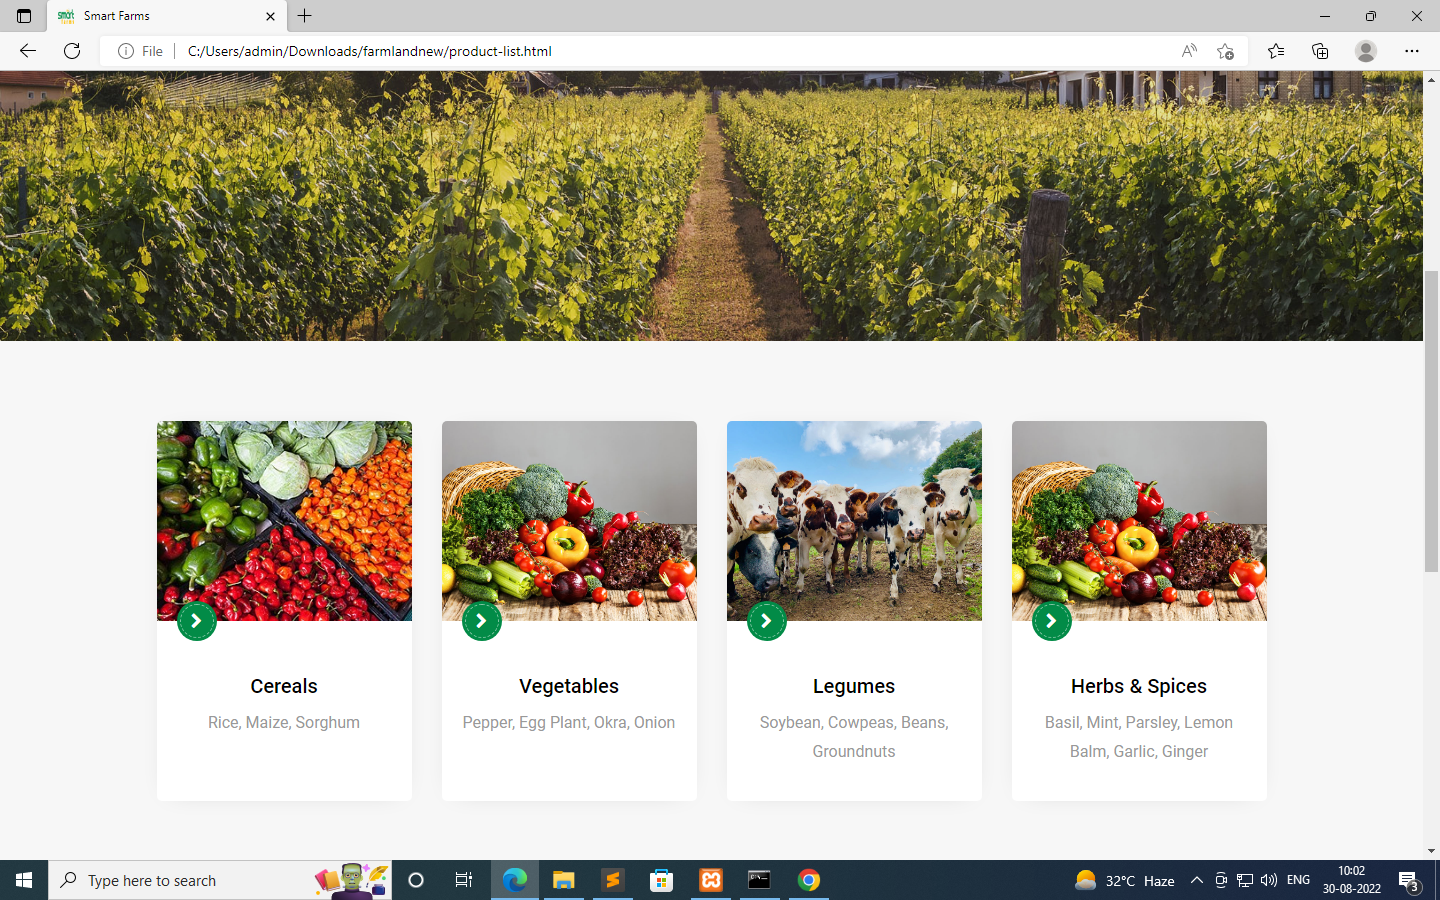 Smart Farms
File
C:/Users/admin/Downloads/farmlandnew/product-list.html
Cereals
Rice, Maize, Sorghum
Vegetables
Pepper, Egg Plant, Okra, Onion
Legumes
Soybean, Cowpeas, Beans,
Groundnuts
Herbs & Spices
Basil, Mint, Parsley, Lemon
Balm, Garlic, Ginger
Type here to search
32°C Haze
ENG
10:02
30-08-2022
3